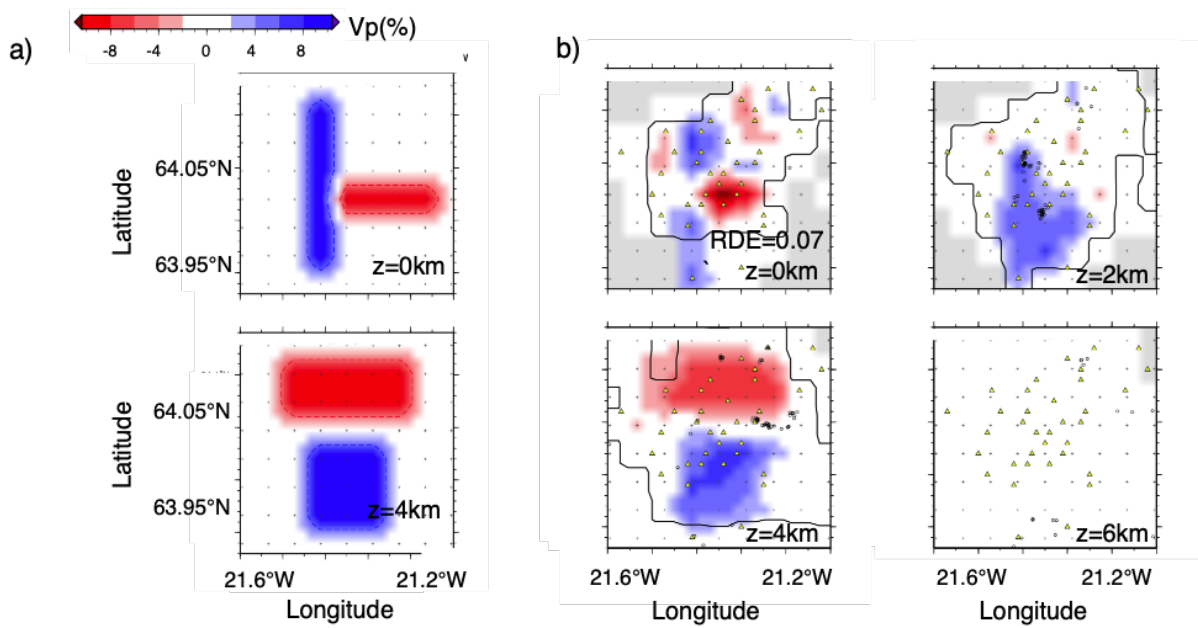 Vp(%)
-8 -4 0 4 8
a)
b)
v
Latitude
64.05°N
63.95°N
z=0km
RDE=0.07
z=0km
z=2km
Latitude
64.05°N
63.95°N
z=4km
z=4km
z=6km
21.6°W 21.2°W
21.6°W 21.2°W
21.6°W 21.2°W
Longitude
Longitude
Longitude